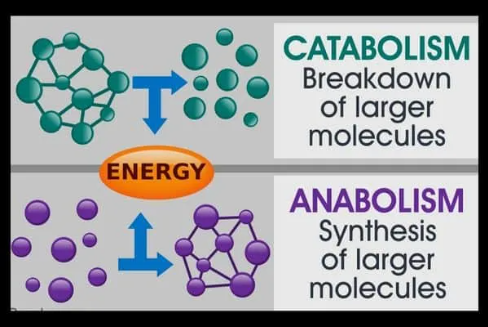 CATABOLISM
Breakdown
of larger
molecules
ENERGY
ANABOLISM
Synthesis
of larger
molecules